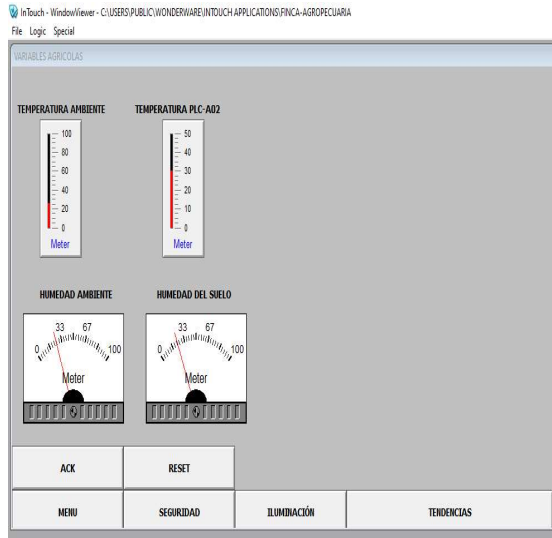 InTouch - WindowViewer - C:\USERS\PUBLIC\WONDERWARE\INTOUCH APPLICATIONS\FINCA-AGROPECUARIA
File Logic Special
VARIABLES AGRICOLAS
TEMPERATURA AMBIENTE
100
80
60
40
20
0
Meter
TEMPERATURA PLC-A02
50
40
30
20
10
0
Meter
HUMEDAD AMBIENTE
0 33 67 100
Meter
HUMEDAD DEL SUELO
0 33 67 100
Meter
ACK RESET
MENU SEGURIDAD ILUMINACIÓN TENDENCIAS